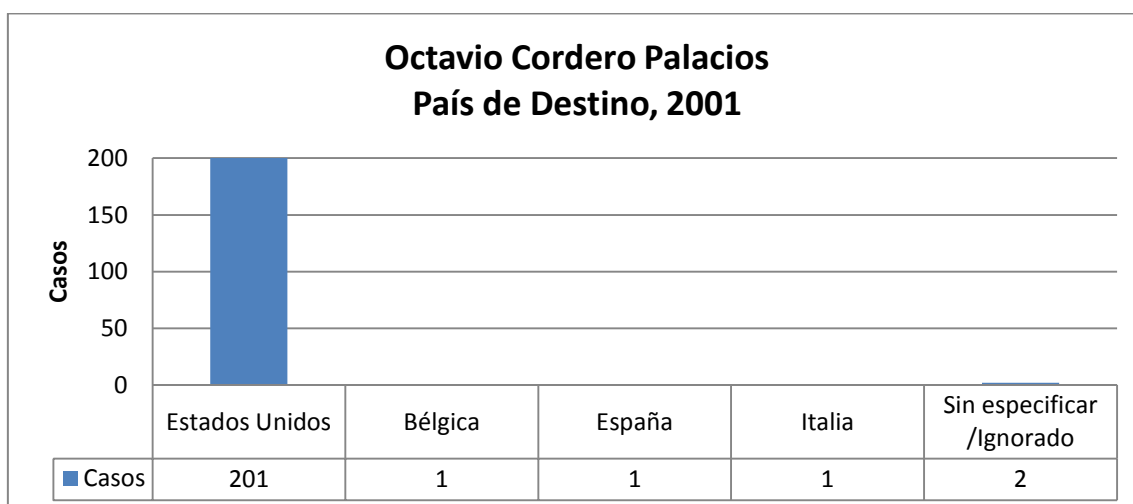 Octavio Cordero Palacios
País de Destino, 2001
Casos
200
150
100
50
0
Estados Unidos Bélgica España Italia Sin especificar
/Ignorado
Casos 201 1 1 1 2